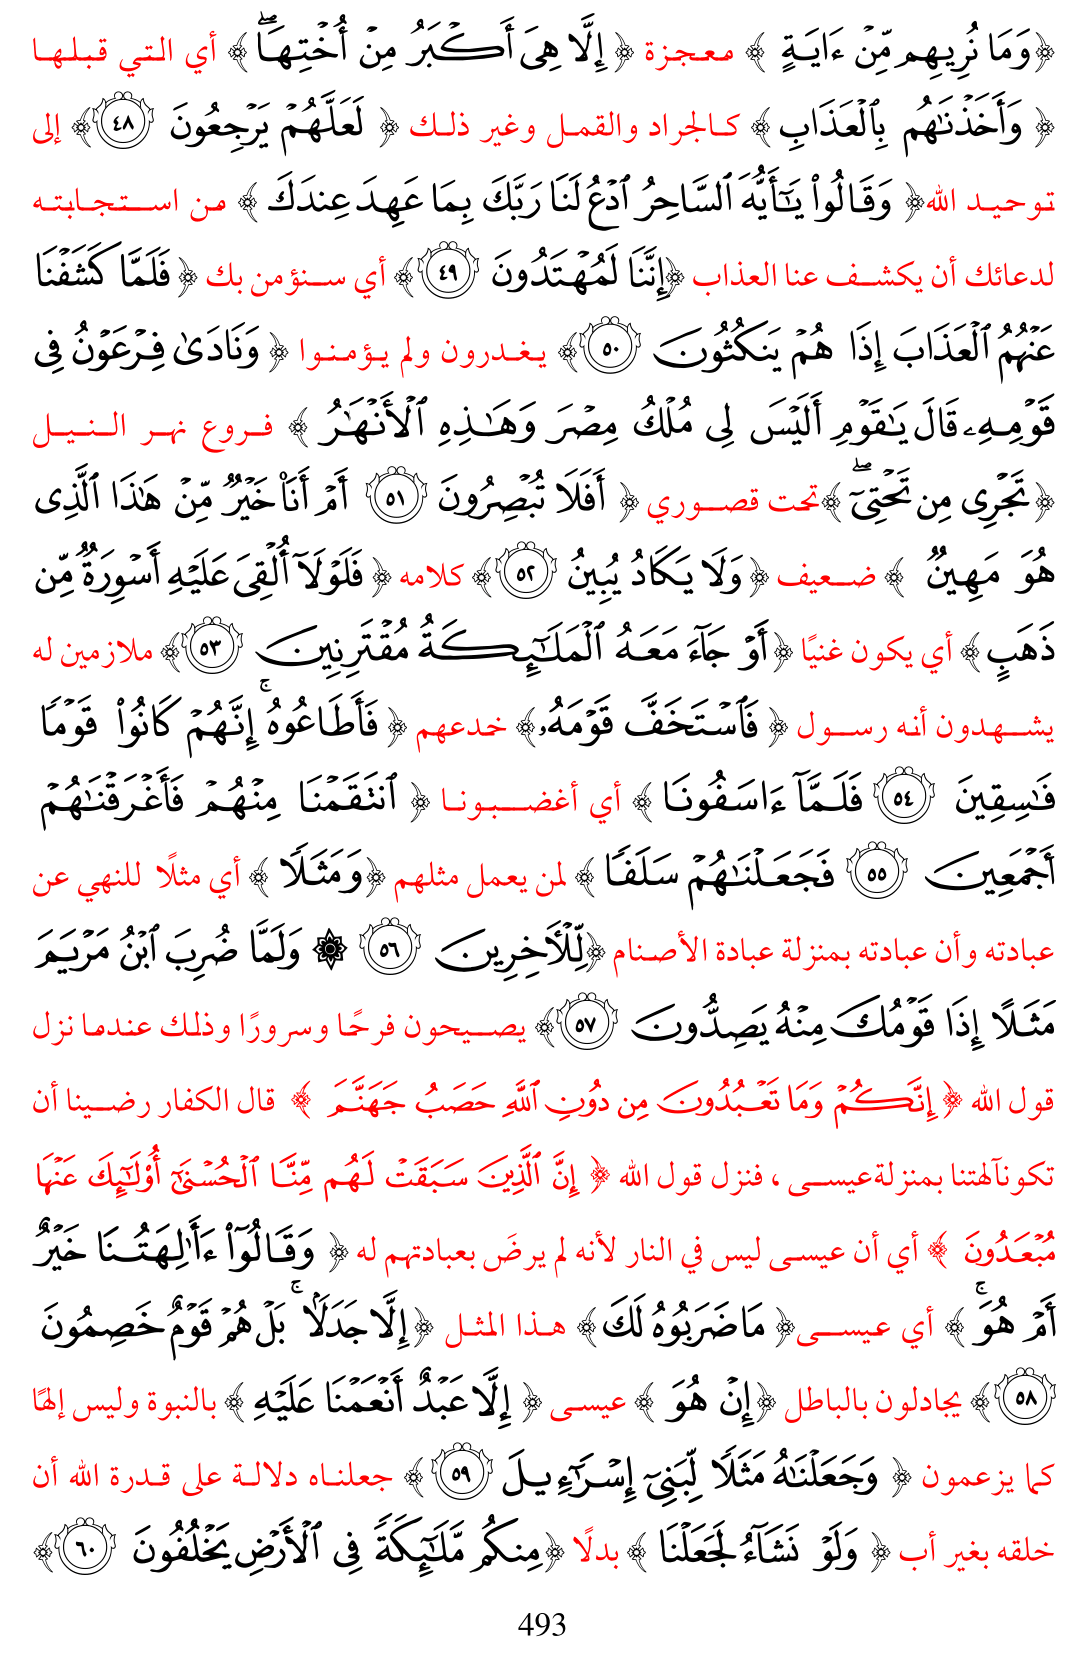 ﴿وَمَا نُرِيهِم مِّنۡ ءَايَةٍ ﴾ معجزة ﴿ إِلَّا هِيَ أَكۡبَرُ مِنۡ أُخۡتِهَاۖ ﴾ أي التي قبلها
﴿ وَأَخَذۡنَٰهُم بِٱلۡعَذَابِ ﴾ كالجراد والقمل وغير ذلك ﴿ لَعَلَّهُمۡ يَرۡجِعُونَ ٤٨﴾ إلى
توحيد الله﴿ وَقَالُواْ يَٰٓأَيُّهَ ٱلسَّاحِرُ ٱدۡعُ لَنَا رَبَّكَ بِمَا عَهِدَ عِندَكَ ﴾ من استجابته
لدعائك أن يكشف عنا العذاب ﴿إِنَّنَا لَمُهۡتَدُونَ ٤٩﴾ أي سنؤمن بك ﴿ فَلَمَّا كَشَفۡنَا
عَنۡهُمُ ٱلۡعَذَابَ إِذَا هُمۡ يَنكُثُونَ ٥٠﴾ يغدرون ولم يؤمنوا ﴿ وَنَادَىٰ فِرۡعَوۡنُ فِي
قَوۡمِهِۦ قَالَ يَٰقَوۡمِ أَلَيۡسَ لِي مُلۡكُ مِصۡرَ وَهَٰذِهِ ٱلۡأَنۡهَٰرُ ﴾ فروع نهر النيل
﴿ تَجۡرِي مِن تَحۡتِيٓۖ ﴾تحت قصوري ﴿ أَفَلَا تُبۡصِرُونَ ٥١ أَمۡ أَنَا۠ خَيۡرٞ مِّنۡ هَٰذَا ٱلَّذِي
هُوَ مَهِينٞ ﴾ ضعيف ﴿ وَلَا يَكَادُ يُبِينُ ٥٢﴾ كلامه ﴿ فَلَوۡلَآ أُلۡقِيَ عَلَيۡهِ أَسۡوِرَةٞ مِّن
ذَهَبٍ﴾ أي يكون غنيًا ﴿أَوۡ جَآءَ مَعَهُ ٱلۡمَلَٰٓئِكَةُ مُقۡتَرِنِينَ ٥٣﴾ ملازمين له
يشهدون أنه رسول ﴿ فَٱسۡتَخَفَّ قَوۡمَهُۥ﴾ خدعهم ﴿ فَأَطَاعُوهُۚ إِنَّهُمۡ كَانُواْ قَوۡمٗا
فَٰسِقِينَ ٥٤ فَلَمَّآ ءَاسَفُونَا ﴾ أي أغضبونا ﴿ ٱنتَقَمۡنَا مِنۡهُمۡ فَأَغۡرَقۡنَٰهُمۡ
أَجۡمَعِينَ ٥٥ فَجَعَلۡنَٰهُمۡ سَلَفٗا ﴾ لمن يعمل مثلهم ﴿وَمَثَلٗا ﴾ أي مثلًا للنهي عن
عبادته وأن عبادته بمنزلة عبادة الأصنام ﴿لِّلۡأٓخِرِينَ ٥٦ ۞ وَلَمَّا ضُرِبَ ٱبۡنُ مَرۡيَمَ
مَثَلًا إِذَا قَوۡمُكَ مِنۡهُ يَصِدُّونَ ٥٧﴾ يصيحون فرحًا وسرورًا وذلك عندما نزل
قول الله ﴿ إِنَّكُمۡ وَمَا تَعۡبُدُونَ مِن دُونِ ٱللَّهِ حَصَبُ جَهَنَّمَ ﴾ قال الكفار رضينا أن
تكونآلهتنا بمنزلةعيسى ، فنزل قول الله ﴿ إِنَّ ٱلَّذِينَ سَبَقَتۡ لَهُم مِّنَّا ٱلۡحُسۡنَىٰٓ أُوْلَٰٓئِكَ عَنۡهَا
مُبۡعَدُونَ ﴾ أي أن عيسى ليس في النار لأنه لم يرضَ بعبادتهم له ﴿ وَقَالُوٓاْ ءَأَٰلِهَتُنَا خَيۡرٌ
أَمۡ هُوَۚ ﴾ أي عيسى﴿ مَا ضَرَبُوهُ لَكَ ﴾ هذا المثل ﴿إِلَّا جَدَلَۢاۚ بَلۡ هُمۡ قَوۡمٌ خَصِمُونَ
٥٨﴾ يجادلون بالباطل ﴿إِنۡ هُوَ ﴾ عيسى ﴿ إِلَّا عَبۡدٌ أَنۡعَمۡنَا عَلَيۡهِ ﴾ بالنبوة وليس إلهًا
كما يزعمون ﴿ وَجَعَلۡنَٰهُ مَثَلٗا لِّبَنِيٓ إِسۡرَٰٓءِيلَ ٥٩﴾ جعلناه دلالة على قدرة الله أن
خلقه بغير أب ﴿ وَلَوۡ نَشَآءُ لَجَعَلۡنَا ﴾ بدلًا ﴿مِنكُم مَّلَٰٓئِكَةٗ فِي ٱلۡأَرۡضِ يَخۡلُفُونَ ٦٠﴾
493